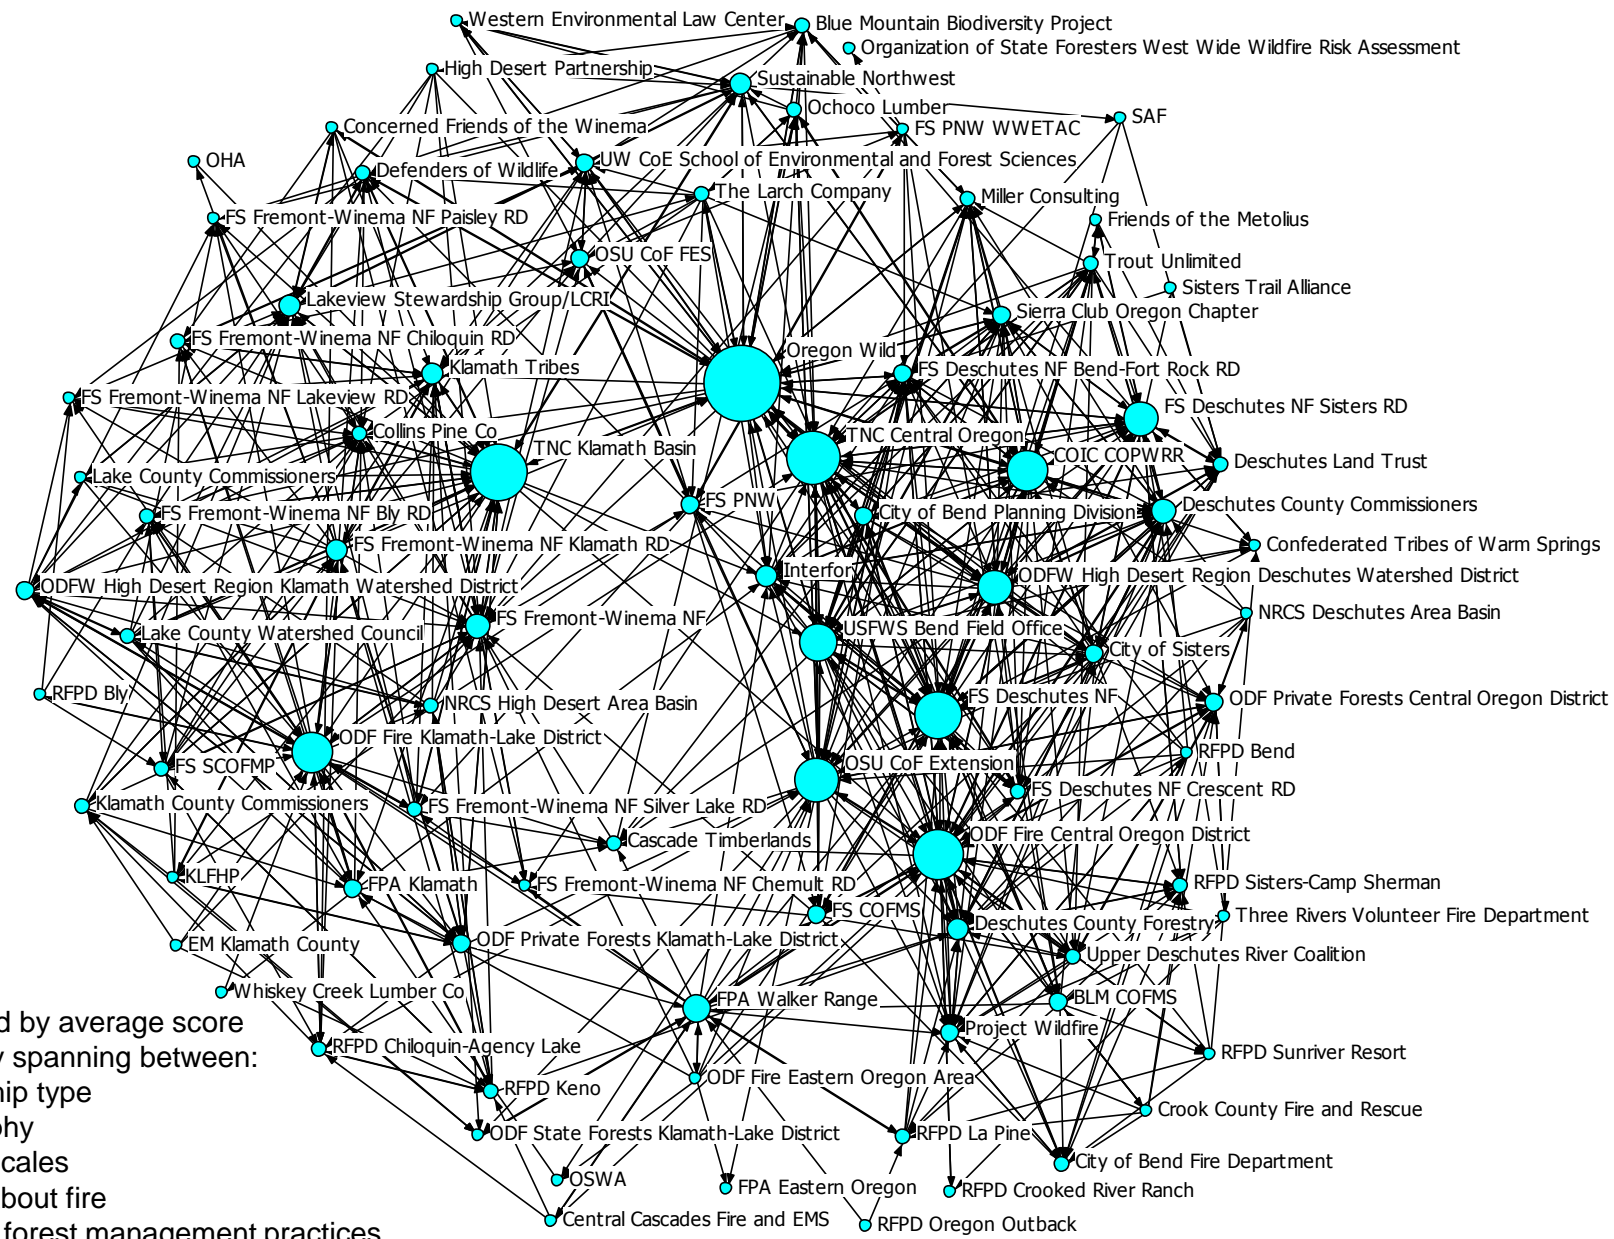 Western Environmental Law Center
Blue Mountain Biodiversity Project
Organization of State Foresters West Wide Wildfire Risk Assessment
High Desert Partnership
Sustainable Northwest
Ochoco Lumber
SAF
Concerned Friends of the Winema
FS PNW WWETAC
OHA
Defenders of Wildlife
UW CoE School of Environmental and Forest Sciences
The Larch Company
Miller Consulting
FS Fremont-Winema NF Paisley RD
Friends of the Metolius
OSU CoF FES
Trout Unlimited
Sisters Trail Alliance
Lakeview Stewardship Group/LCRI
Sierra Club Oregon Chapter
FS Fremont-Winema NF Chiloquin RD
Oregon Wild
Klamath Tribes
FS Deschutes NF Bend-Fort Rock RD
FS Fremont-Winema NF Lakeview RD
FS Deschutes NF Sisters RD
Collins Pine Co
TNC Klamath Basin
TNC Central Oregon
COIC COPWRR
Deschutes Land Trust
Lake County Commissioners
FS PNW
Deschutes County Commissioners
FS Fremont-Winema NF Bly RD
City of Bend Planning Division
FS Fremont-Winema NF Klamath RD
Confederated Tribes of Warm Springs
Interfor
ODFW High Desert Region Klamath Watershed District
ODFW High Desert Region Deschutes Watershed District
NRCS Deschutes Area Basin
FS Fremont-Winema NF
USFWS Bend Field Office
Lake County Watershed Council
City of Sisters
RFPD Bly
FS Deschutes NF
ODF Private Forests Central Oregon District
NRCS High Desert Area Basin
ODF Fire Klamath-Lake District
RFPD Bend
FS SCOFMP
OSU CoF Extension
FS Deschutes NF Crescent RD
Klamath County Commissioners
FS Fremont-Winema NF Silver Lake RD
Cascade Timberlands
ODF Fire Central Oregon District
KLFHP
FPA Klamath
FS Fremont-Winema NF Chemult RD
RFPD Sisters-Camp Sherman
FS COFMS
Deschutes County Forestry
Three Rivers Volunteer Fire Department
EM Klamath County
ODF Private Forests Klamath-Lake District
Upper Deschutes River Coalition
Whiskey Creek Lumber Co
FPA Walker Range
BLM COFMS
d by average score
Project Wildfire
RFPD Chiloquin-Agency Lake
RFPD Sunriver Resort
y spanning between:
RFPD Keno
ODF Fire Eastern Oregon Area
hip type
Crook County Fire and Rescue
phy
ODF State Forests Klamath-Lake District
RFPD La Pine
cales
City of Bend Fire Department
OSWA
FPA Eastern Oregon
RFPD Crooked River Ranch
bout fire
Central Cascades Fire and EMS
RFPD Oregon Outback
forest management practices